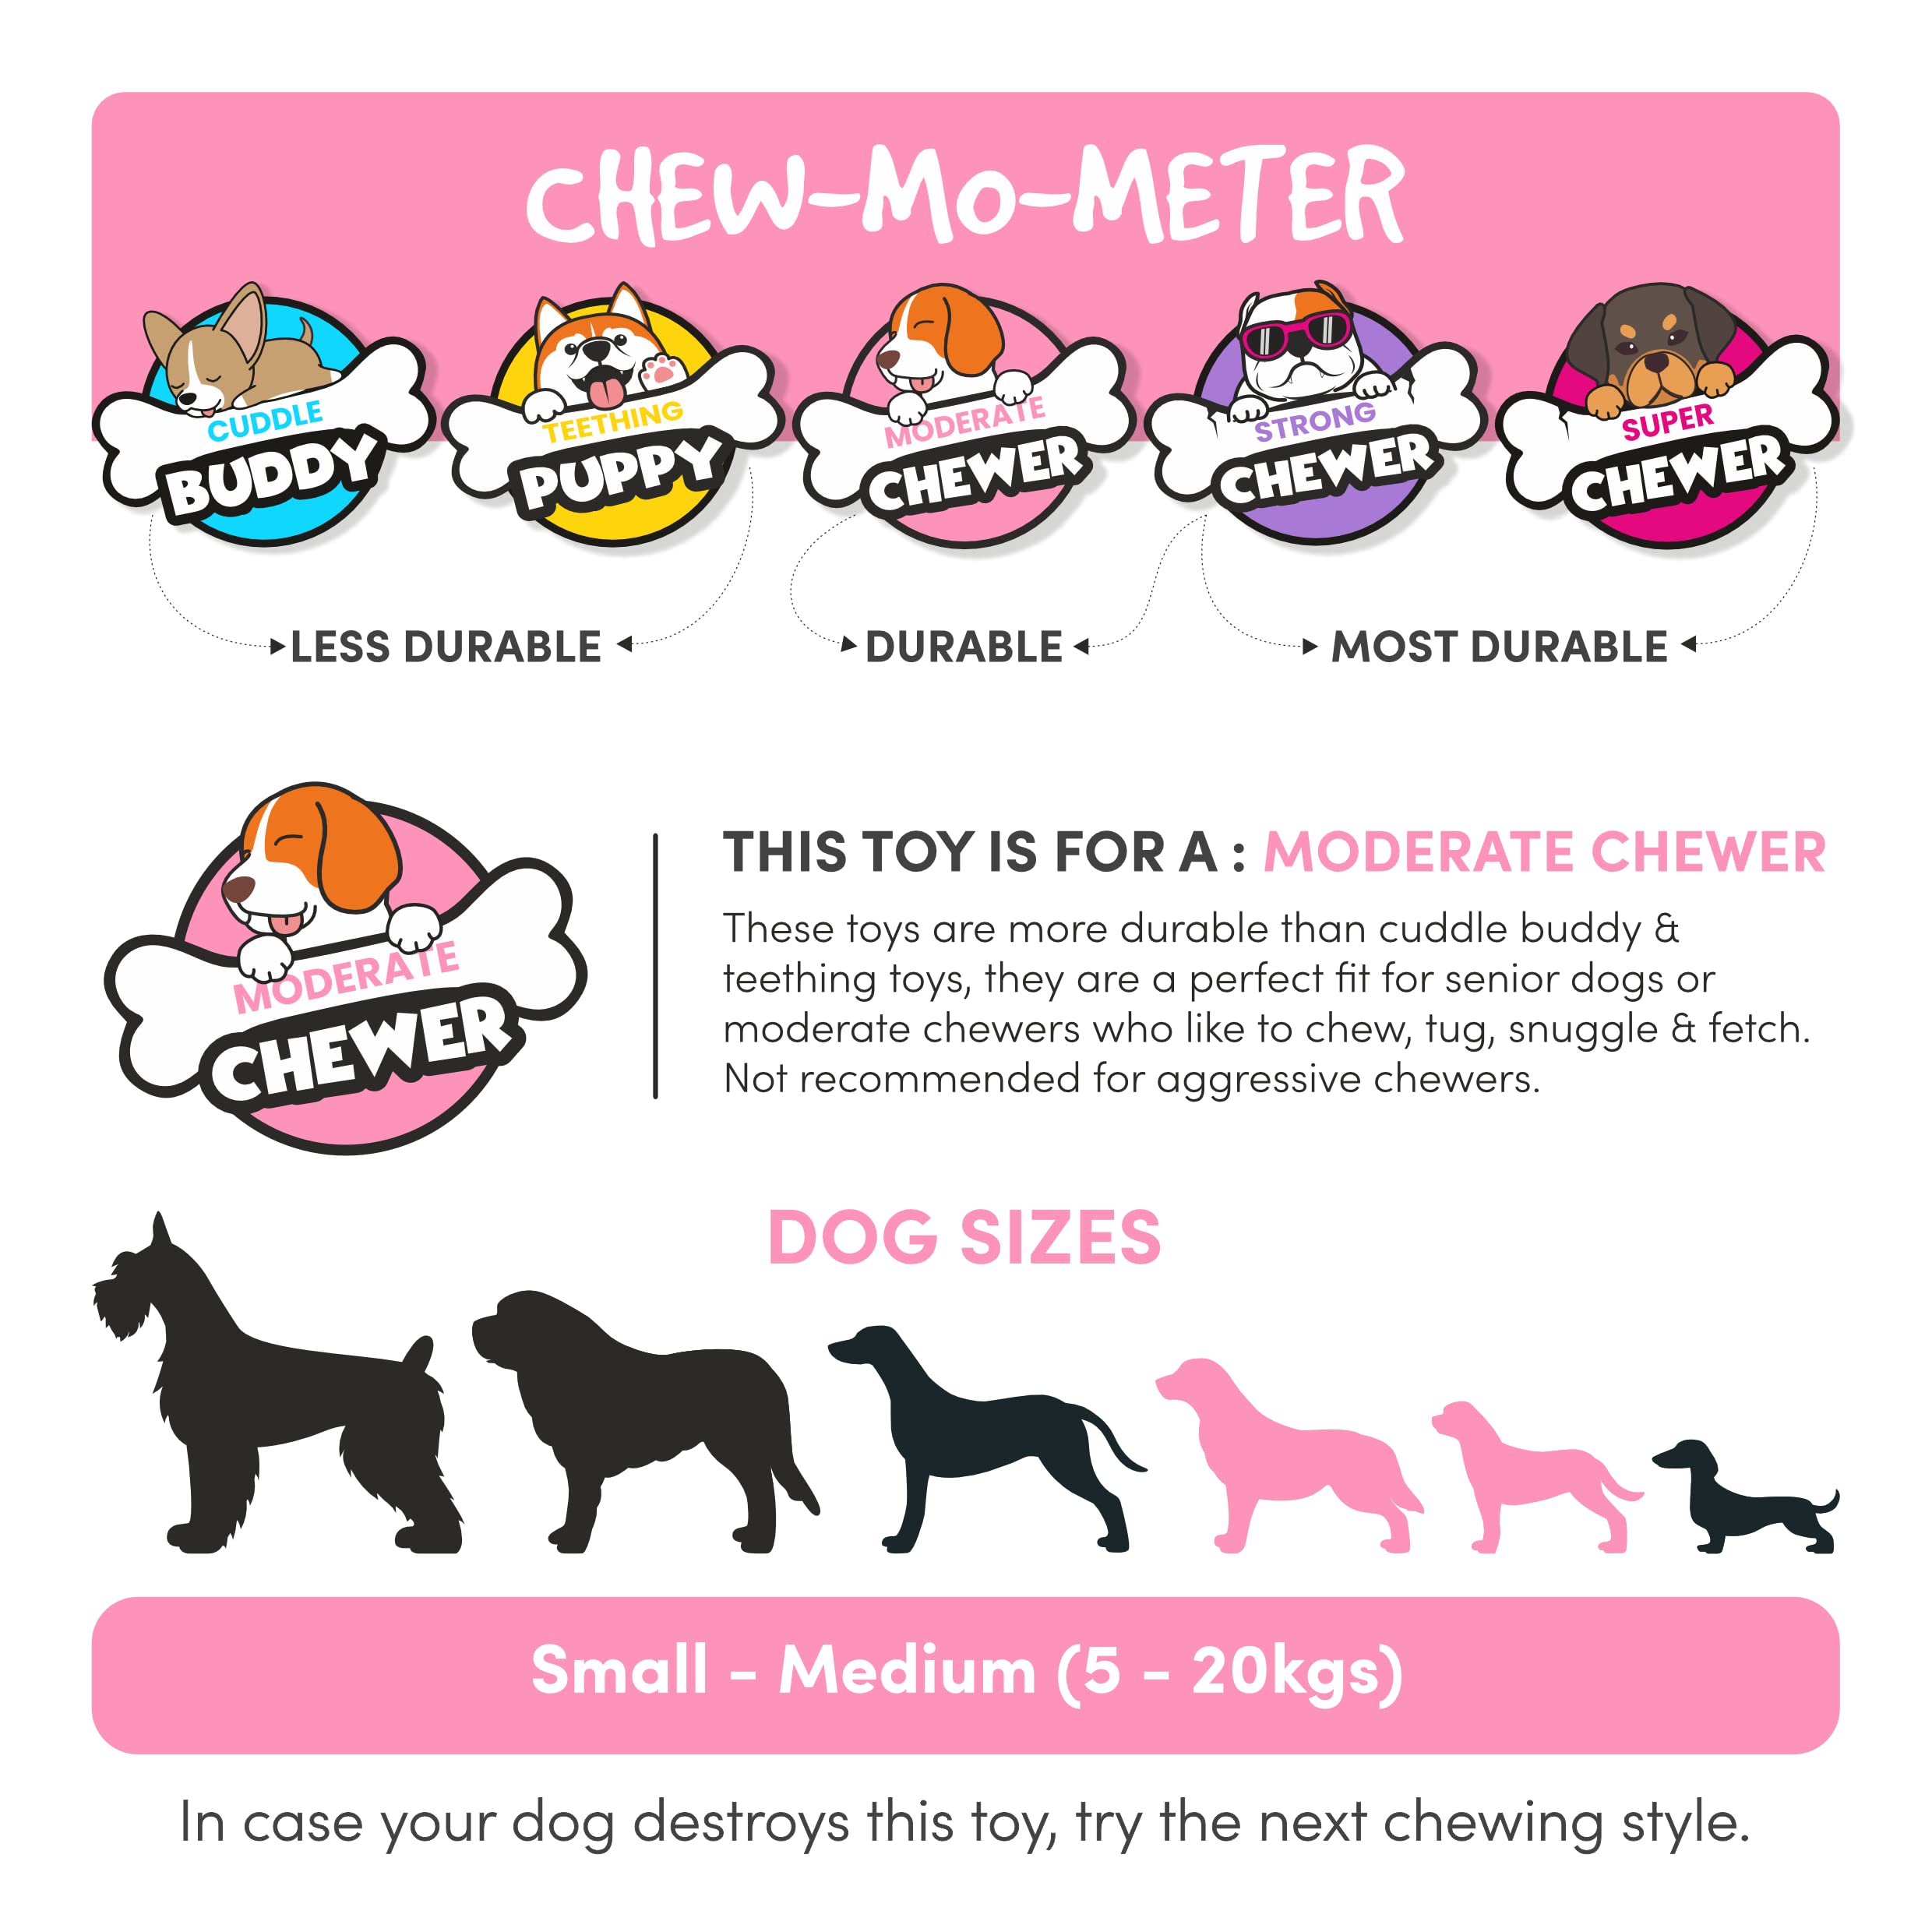 CHEW-MO-METER
CUDDLE
BUDDY
TEETHING
PUPPY
MODERATE
CHEWER
STRONG
CHEWER
SUPER
CHEWER
LESS DURABLE
DURABLE
MOST DURABLE
MODERATE
CHEWER
THIS TOY IS FOR A : MODERATE CHEWER
These toys are more durable than cuddle buddy &
teething toys, they are a perfect fit for senior dogs or
moderate chewers who like to chew, tug, snuggle & fetch.
Not recommended for aggressive chewers.
DOG SIZES
Small - Medium (5 - 20kgs)
In case your dog destroys this toy, try the next chewing style.